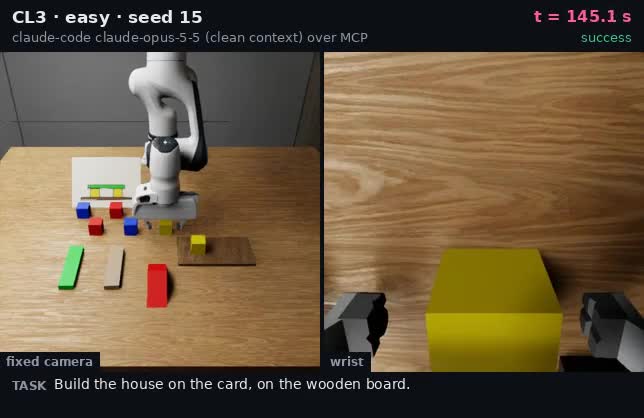 CL3 · easy · seed 15
t = 145.1 s
claude-code claude-opus-5-5 (clean context) over MCP
success
fixed camera
wrist
TASK Build the house on the card, on the wooden board.